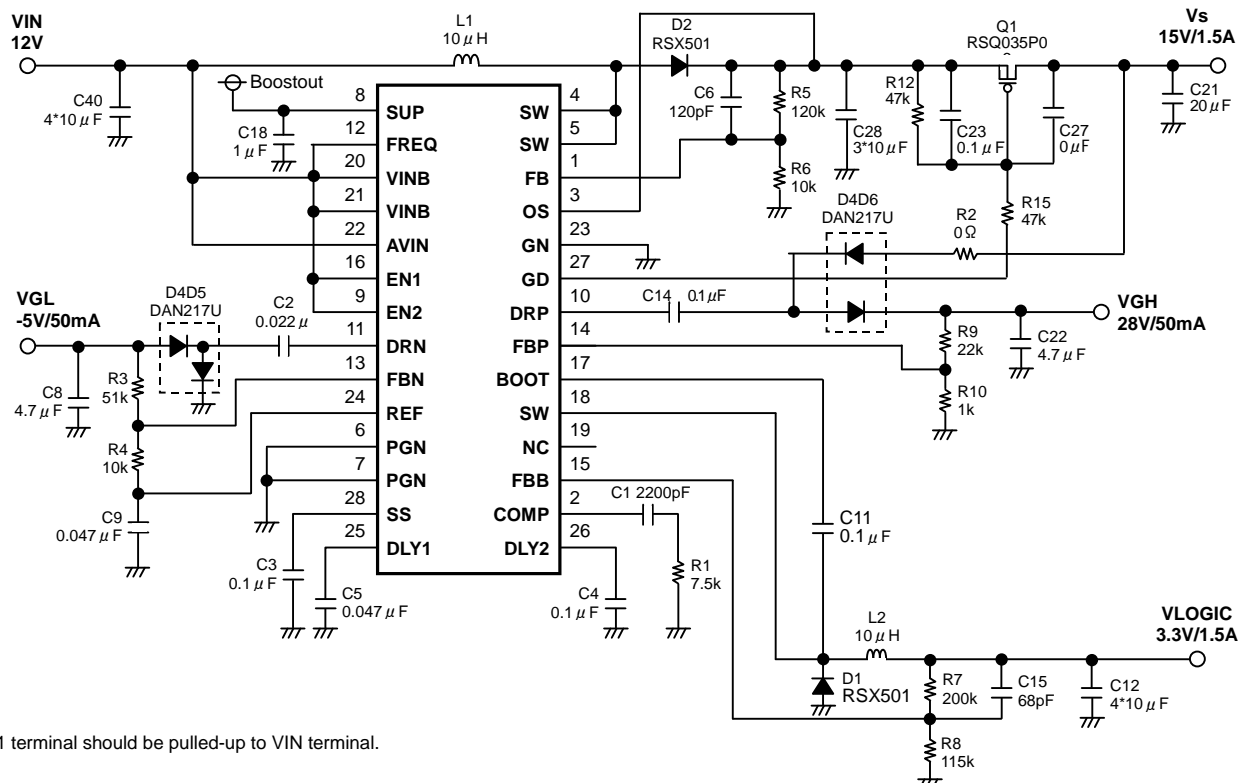 VIN
12V
L1
10μH
D2
RSX501
Q1
RSQ035P0
Vs
15V/1.5A
C40
4*10μF
Boostout
C18
1μF
C6
120pF
R5
120k
R6
10k
C28
3*10μF
R12
47k
C23
0.1μF
C27
0μF
C21
20μF
R15
47k
R2
0Ω
D4D6
DAN217U
C14 0.1μF
VGH
28V/50mA
C22
4.7μF
R9
22k
R10
1k
8 SUP
12 FREQ
20 VINB
21 VINB
22 AVIN
16 EN1
9 EN2
11 DRN
13 FBN
24 REF
6 PGN
7 PGN
28 SS
25 DLY1
4 SW
5 SW
1 FB
3 OS
23 GN
27 GD
10 DRP
14 FBP
17 BOOT
18 SW
19 NC
15 FBB
2 COMP
26 DLY2
VGL
-5V/50mA
D4D5
DAN217U
C2
0.022μ
C8
4.7μF
R3
51k
R4
10k
C9
0.047μF
C3
0.1μF
C5
0.047μF
C4
0.1μF
C1 2200pF
R1
7.5k
C11
0.1μF
L2
10μH
D1
RSX501
R7
200k
C15
68pF
C12
4*10μF
R8
115k
VLOGIC
3.3V/1.5A
1 terminal should be pulled-up to VIN terminal.